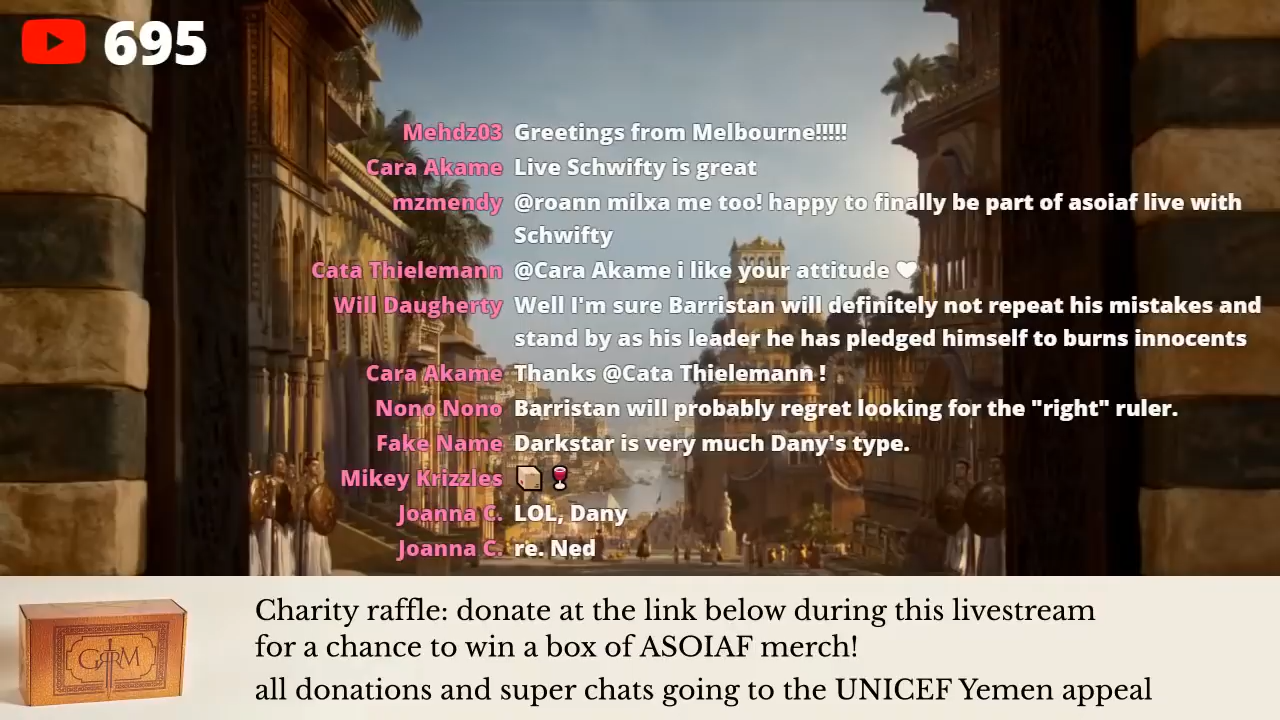 695
Mehdz03 Greetings from Melbourne!!!!!
Cara Akame Live Schwifty is great
mzmendy @roann milxa me too! happy to finally be part of asoiaf live with
Schwifty
Cata Thielemann @Cara Akame i like your attitude 🤍
Will Daugherty Well I'm sure Barristan will definitely not repeat his mistakes and
stand by as his leader he has pledged himself to burns innocents
Cara Akame Thanks @Cata Thielemann !
Nono Nono Barristan will probably regret looking for the "right" ruler.
Fake Name Darkstar is very much Dany's type.
Mikey Krizzles 🍞🍷
Joanna C. LOL, Dany
Joanna C. re. Ned
GRRM
Charity raffle: donate at the link below during this livestream
for a chance to win a box of ASOIAF merch!
all donations and super chats going to the UNICEF Yemen appeal